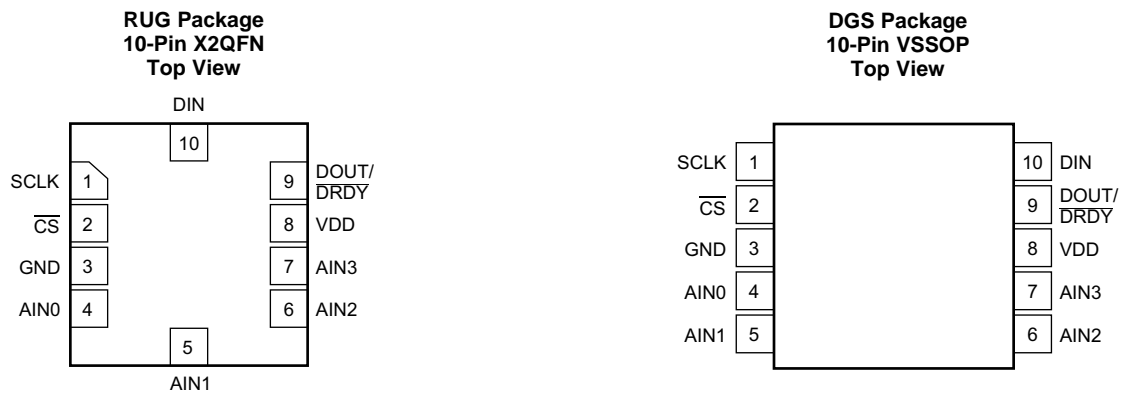 RUG Package
10-Pin X2QFN
Top View
DIN
10
SCLK 1
9 DOUT/
DRDY
CS 2
8 VDD
GND 3
7 AIN3
AIN0 4
6 AIN2
5
AIN1
DGS Package
10-Pin VSSOP
Top View
SCLK 1
10 DIN
CS 2
9 DOUT/
DRDY
GND 3
8 VDD
AIN0 4
7 AIN3
AIN1 5
6 AIN2